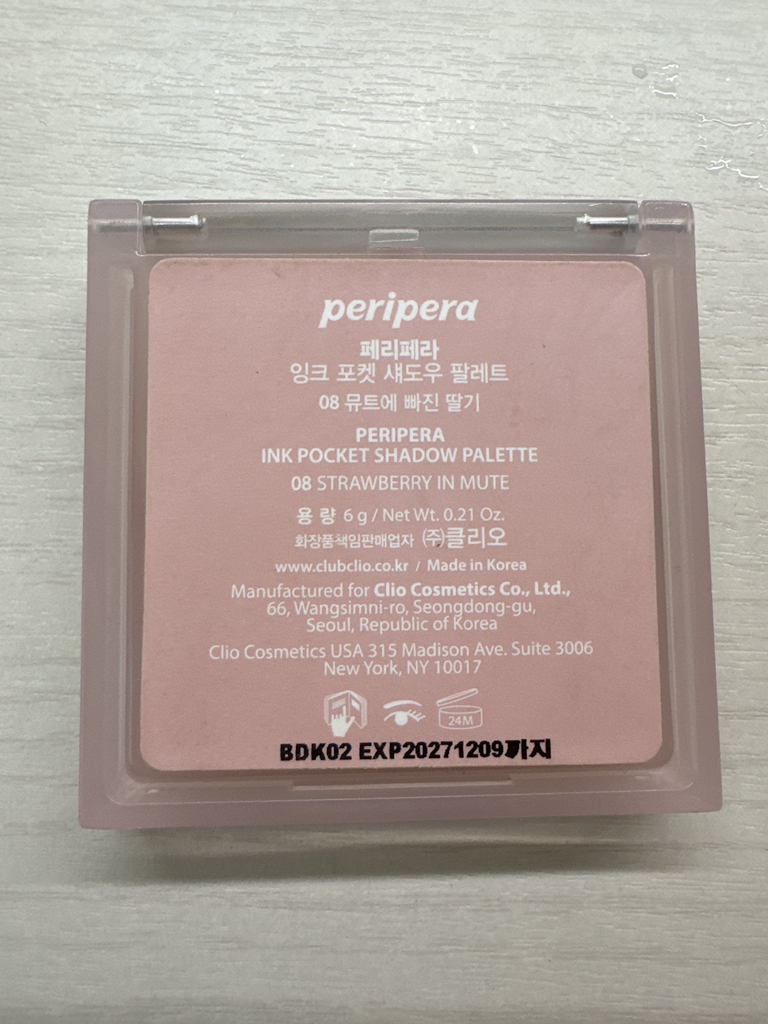 peripera
페리페라
잉크 포켓 섀도우 팔레트
08 뮤트에 빠진 딸기
PERIPERA
INK POCKET SHADOW PALETTE
08 STRAWBERRY IN MUTE
용 량 6 g / Net Wt. 0.21 Oz.
화장품책임판매업자 ㈜클리오
www.clubclio.co.kr / Made in Korea
Manufactured for Clio Cosmetics Co., Ltd.,
66, Wangsimni-ro, Seongdong-gu,
Seoul, Republic of Korea
Clio Cosmetics USA 315 Madison Ave. Suite 3006
New York, NY 10017
24M
BDK02 EXP20271209까지